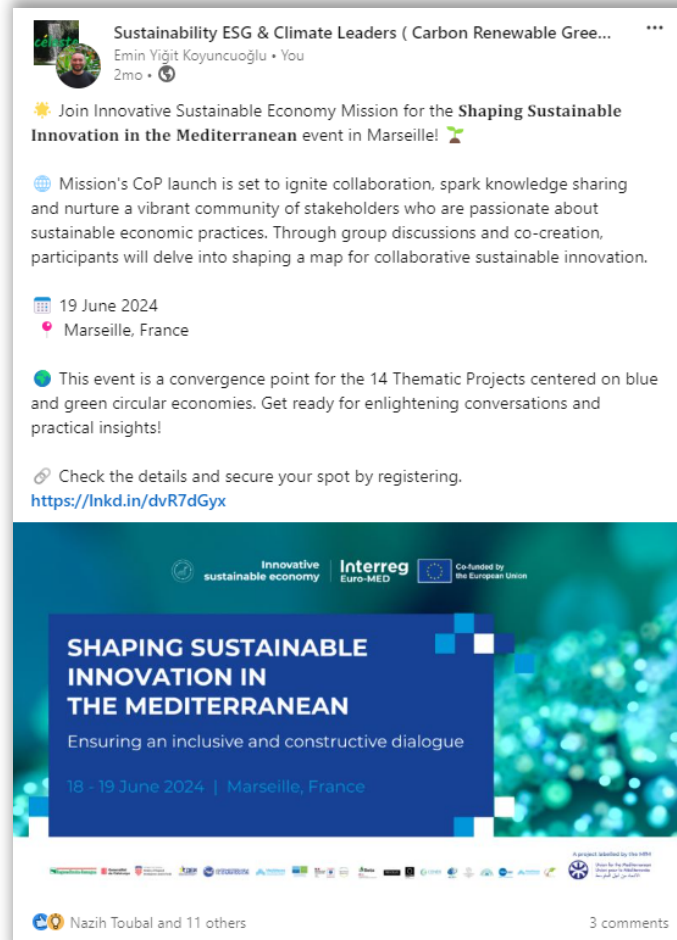 Sustainability ESG & Climate Leaders ( Carbon Renewable Gree...
Emin Yiğit Koyuncuoğlu • You
2mo •
Join Innovative Sustainable Economy Mission for the Shaping Sustainable
Innovation in the Mediterranean event in Marseille!
Mission's CoP launch is set to ignite collaboration, spark knowledge sharing
and nurture a vibrant community of stakeholders who are passionate about
sustainable economic practices. Through group discussions and co-creation,
participants will delve into shaping a map for collaborative sustainable innovation.
19 June 2024
Marseille, France
This event is a convergence point for the 14 Thematic Projects centered on blue
and green circular economies. Get ready for enlightening conversations and
practical insights!
Check the details and secure your spot by registering.
https://lnkd.in/dvR7dGyx
Innovative
sustainable economy
Interreg
Euro-MED
Co-funded by
the European Union
SHAPING SUSTAINABLE
INNOVATION IN
THE MEDITERRANEAN
Ensuring an inclusive and constructive dialogue
18 - 19 June 2024 | Marseille, France
A project labelled by the UfM
Union for the Mediterranean
Union pour la Méditerranée
الاتحاد من أجل المتوسط
Nazih Toubal and 11 others
3 comments